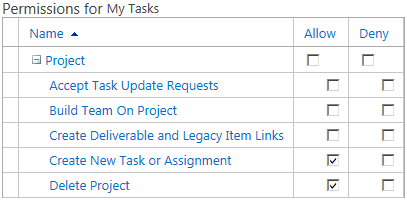 Permissions for My Tasks
Name Allow Deny
Project
Accept Task Update Requests
Build Team On Project
Create Deliverable and Legacy Item Links
Create New Task or Assignment
Delete Project